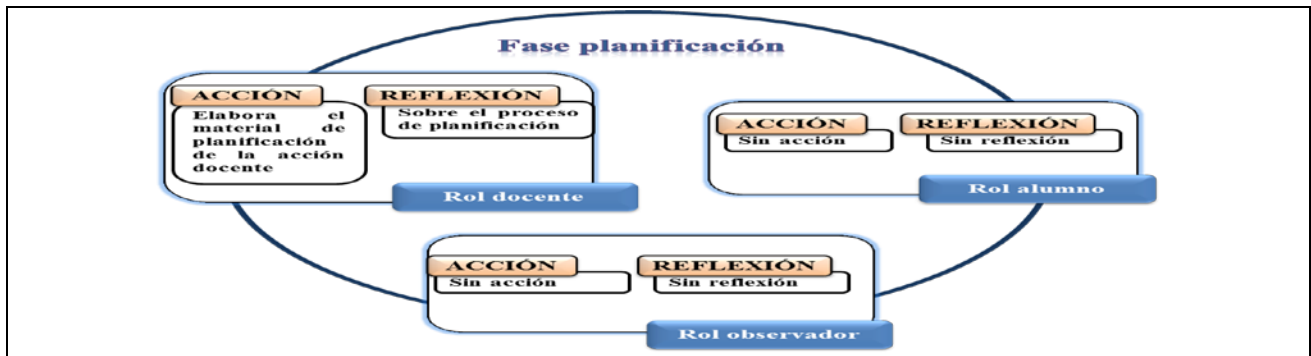 Fase planificación
ACCIÓN
Elabora el
material de
planificación
de la acción
docente
REFLEXIÓN
Sobre el proceso
de planificación
Rol docente
ACCIÓN
Sin acción
REFLEXIÓN
Sin reflexión
Rol alumno
ACCIÓN
Sin acción
REFLEXIÓN
Sin reflexión
Rol observador